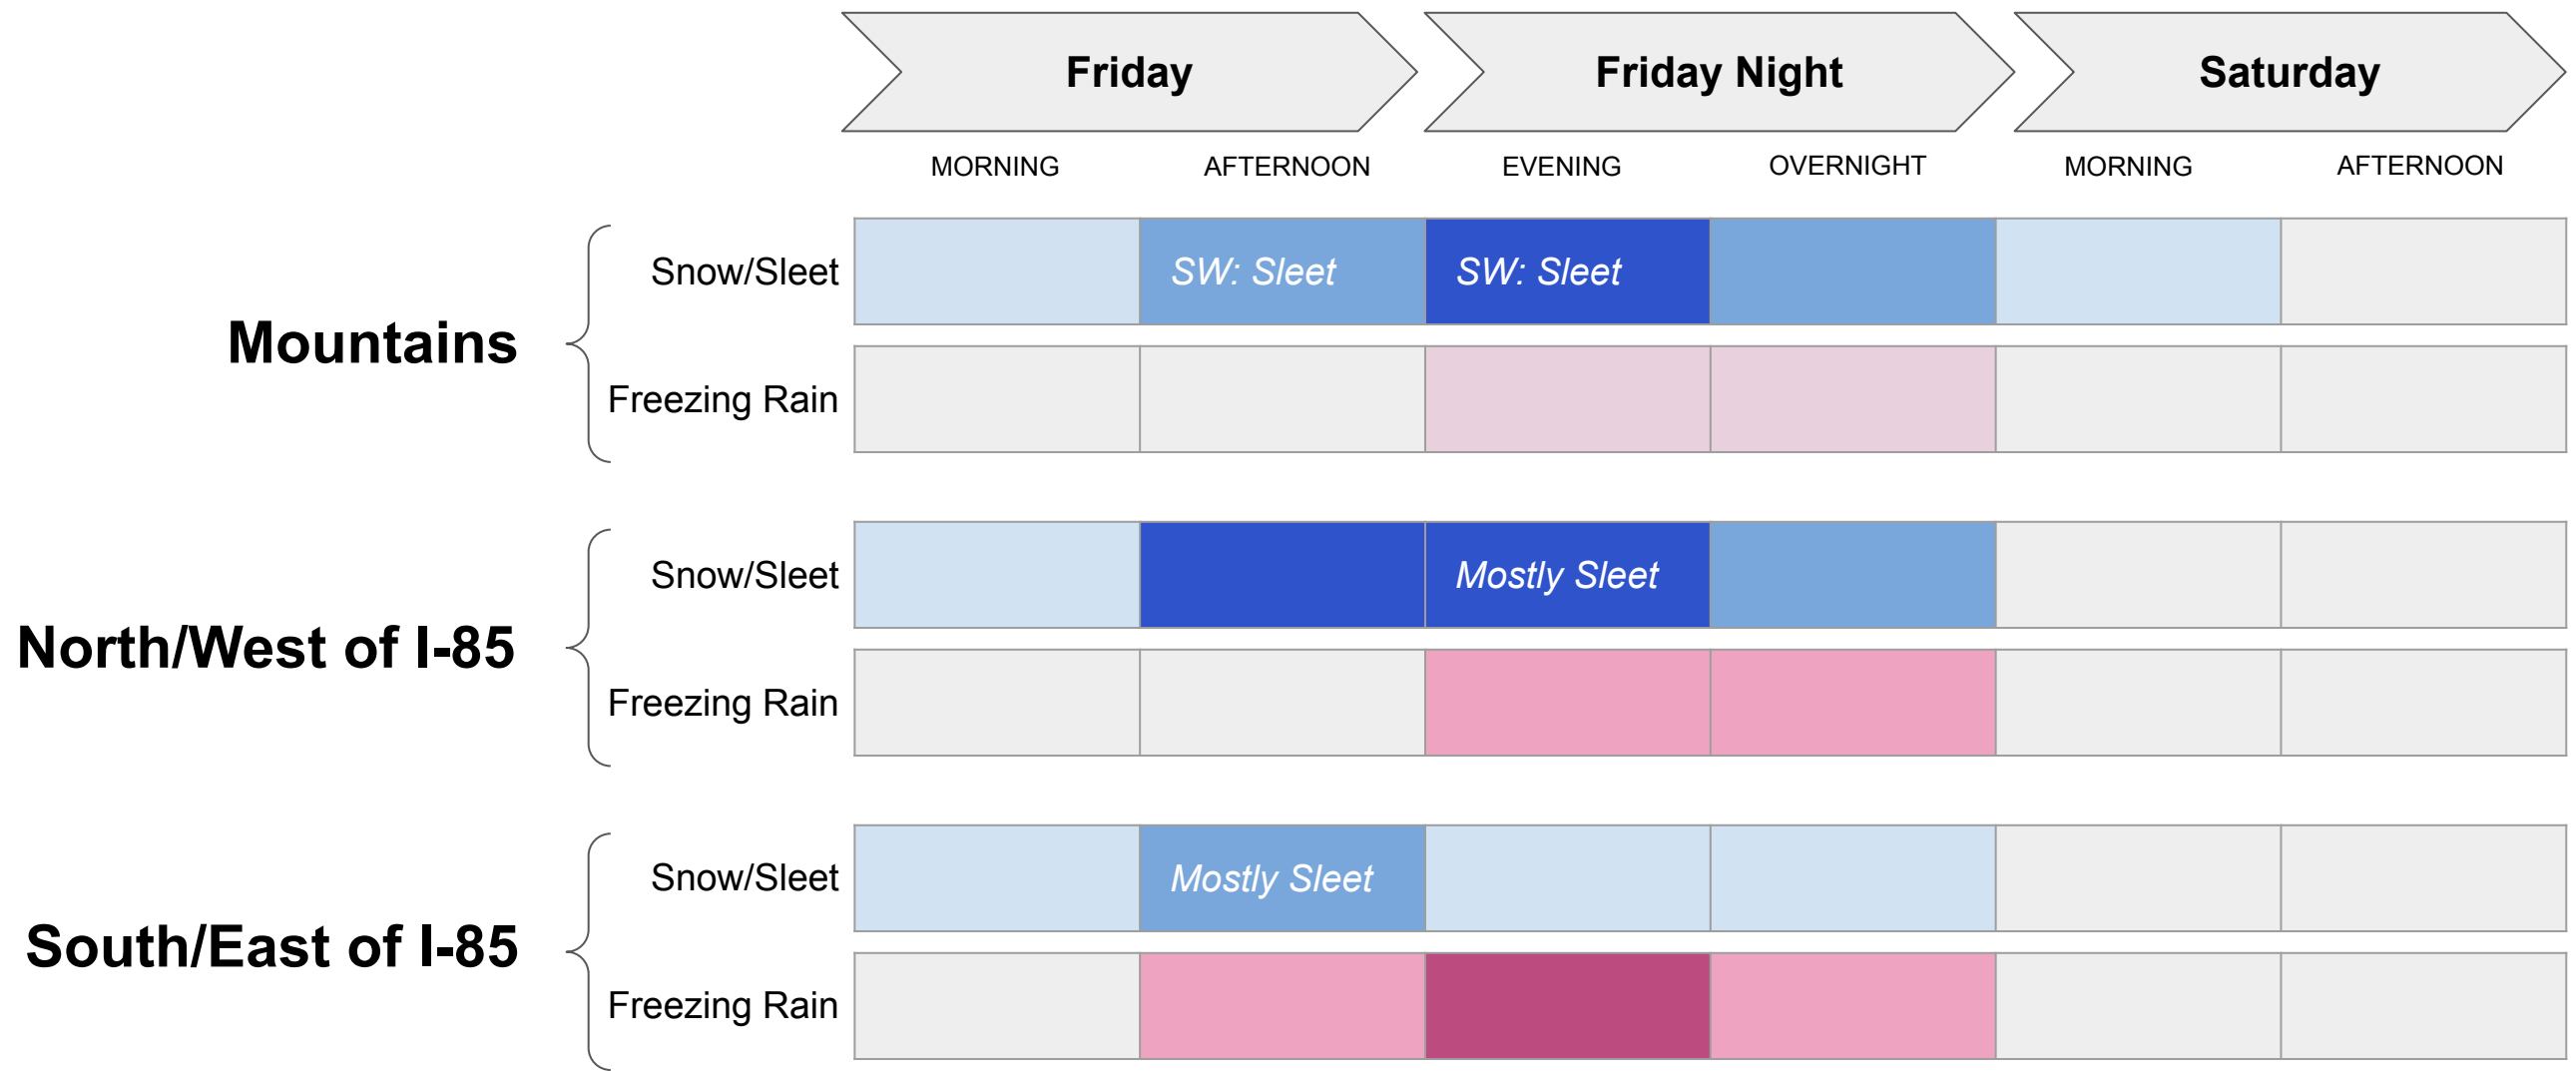 Friday
Friday Night
Saturday
MORNING
AFTERNOON
EVENING
OVERNIGHT
MORNING
AFTERNOON
Mountains
Snow/Sleet
SW: Sleet
SW: Sleet
Freezing Rain
North/West of I-85
Snow/Sleet
Mostly Sleet
Freezing Rain
South/East of I-85
Snow/Sleet
Mostly Sleet
Freezing Rain